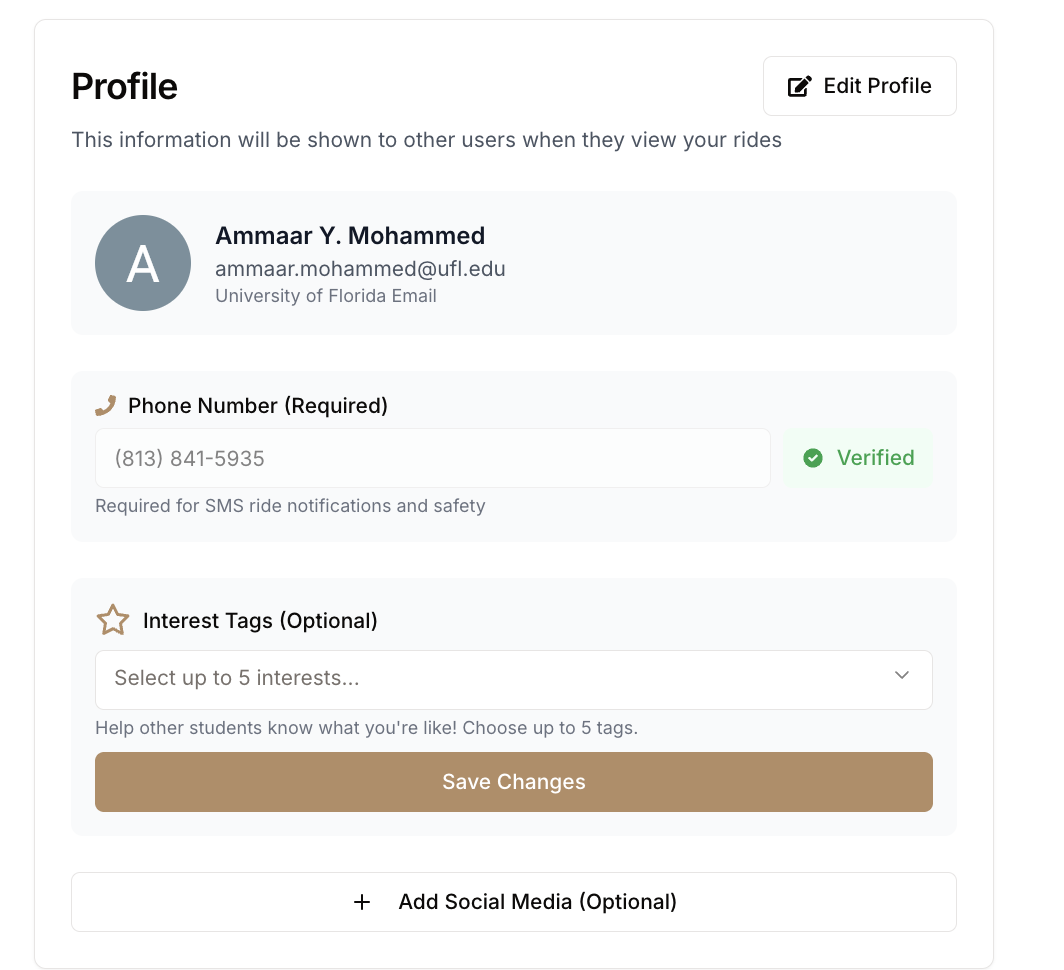 Profile
Edit Profile
This information will be shown to other users when they view your rides
A
Ammaar Y. Mohammed
ammaar.mohammed@ufl.edu
University of Florida Email
Phone Number (Required)
(813) 841-5935
Verified
Required for SMS ride notifications and safety
Interest Tags (Optional)
Select up to 5 interests...
Help other students know what you're like! Choose up to 5 tags.
Save Changes
+ Add Social Media (Optional)